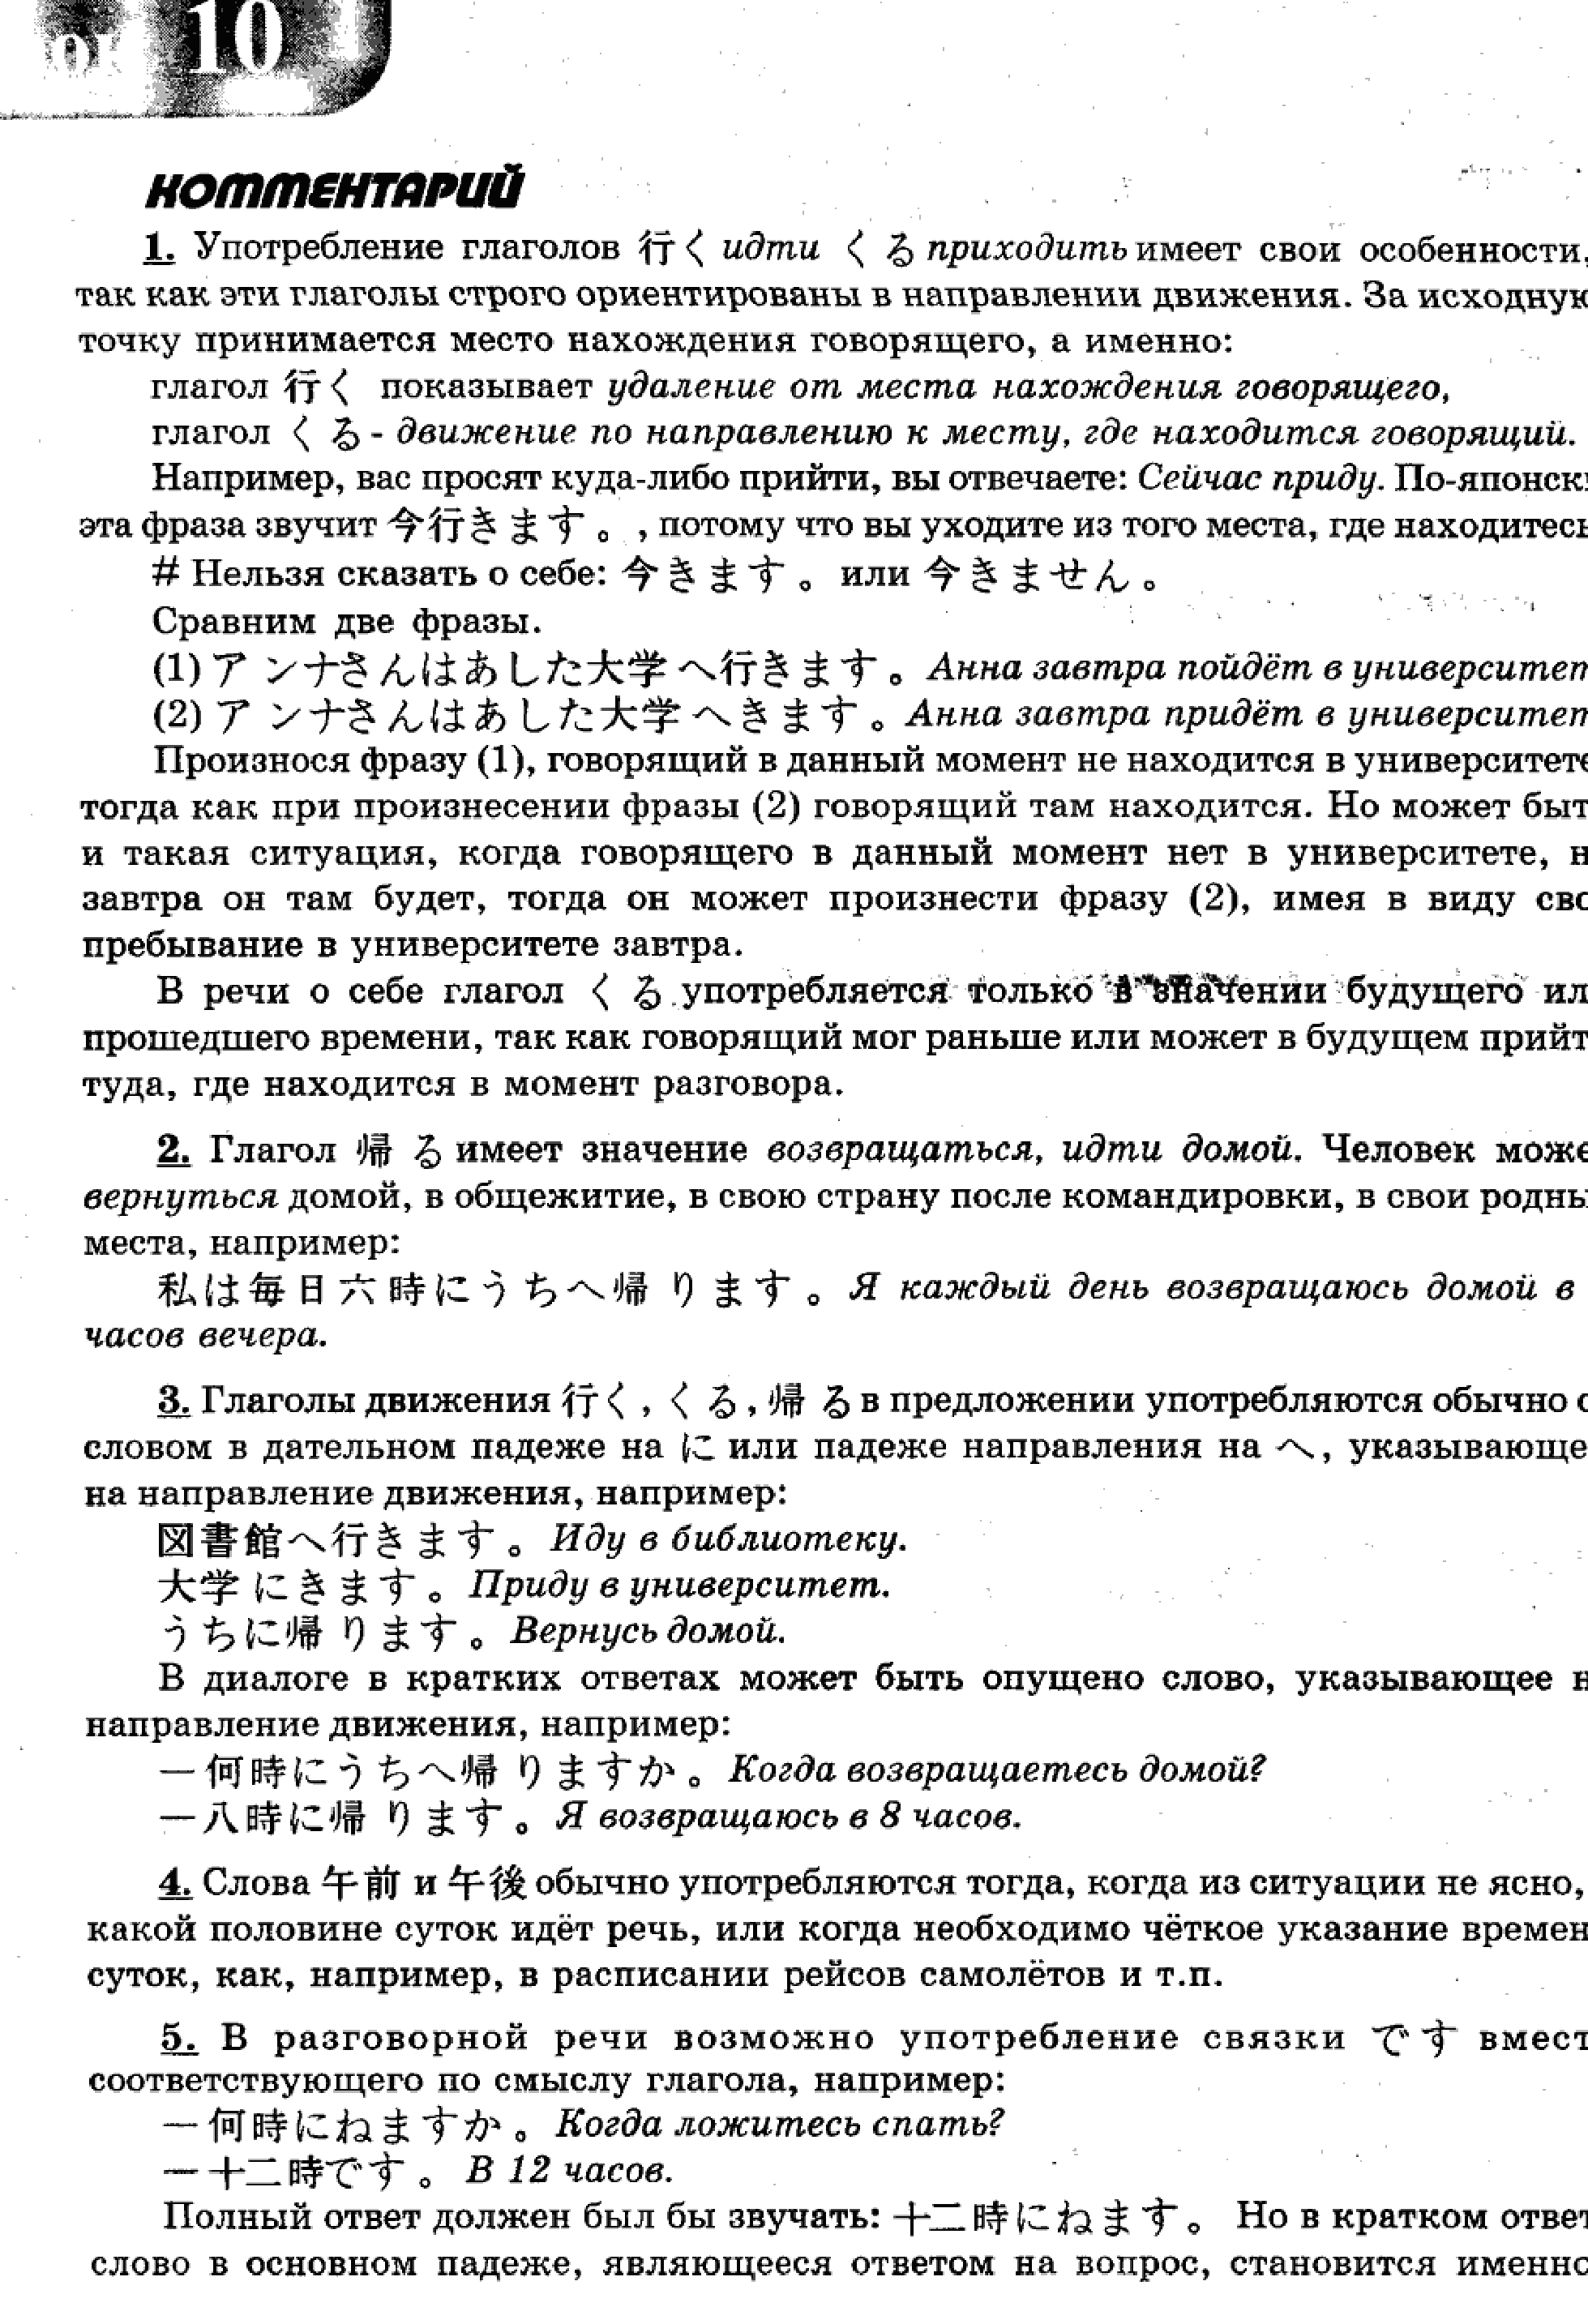 ок 10
КОММЕНТАРИЙ
1. Употребление глаголов 行く идти くる приходить имеет свои особенности,
так как эти глаголы строго ориентированы в направлении движения. За исходную
точку принимается место нахождения говорящего, а именно:
глагол 行く показывает удаление от места нахождения говорящего,
глагол くる - движение по направлению к месту, где находится говорящий.
Например, вас просят куда-либо прийти, вы отвечаете: Сейчас приду. По-японск
эта фраза звучит 今行きます。, потому что вы уходите из того места, где находитесь
# Нельзя сказать о себе: 今きます。 или 今きません。
Сравним две фразы.
(1) アンナさんはあした大学へ行きます。Анна завтра пойдёт в университет
(2) アンナさんはあした大学へきます。Анна завтра придёт в университет
Произнося фразу (1), говорящий в данный момент не находится в университете
тогда как при произнесении фразы (2) говорящий там находится. Но может быт
и такая ситуация, когда говорящего в данный момент нет в университете, н
завтра он там будет, тогда он может произнести фразу (2), имея в виду сво
пребывание в университете завтра.
В речи о себе глагол くる употребляется только в значении будущего ил
прошедшего времени, так как говорящий мог раньше или может в будущем прийт
туда, где находится в момент разговора.
2. Глагол 帰る имеет значение возвращаться, идти домой. Человек може
вернуться домой, в общежитие, в свою страну после командировки, в свои родны
места, например:
私は毎日六時にうちへ帰ります。Я каждый день возвращаюсь домой в
часов вечера.
3. Глаголы движения 行く, くる, 帰る в предложении употребляются обычно с
словом в дательном падеже на に или падеже направления на へ, указывающе
на направление движения, например:
図書館へ行きます。Иду в библиотеку.
大学にきます。Приду в университет.
うちに帰ります。Вернусь домой.
В диалоге в кратких ответах может быть опущено слово, указывающее н
направление движения, например:
—何時にうちへ帰りますか。Когда возвращаетесь домой?
—八時に帰ります。Я возвращаюсь в 8 часов.
4. Слова 午前 и 午後 обычно употребляются тогда, когда из ситуации не ясно,
какой половине суток идёт речь, или когда необходимо чёткое указание времен
суток, как, например, в расписании рейсов самолётов и т.п.
5. В разговорной речи возможно употребление связки です вмест
соответствующего по смыслу глагола, например:
—何時にねますか。Когда ложитесь спать?
—十二時です。В 12 часов.
Полный ответ должен был бы звучать: 十二時にねます。 Но в кратком ответ
слово в основном падеже, являющееся ответом на вопрос, становится именно